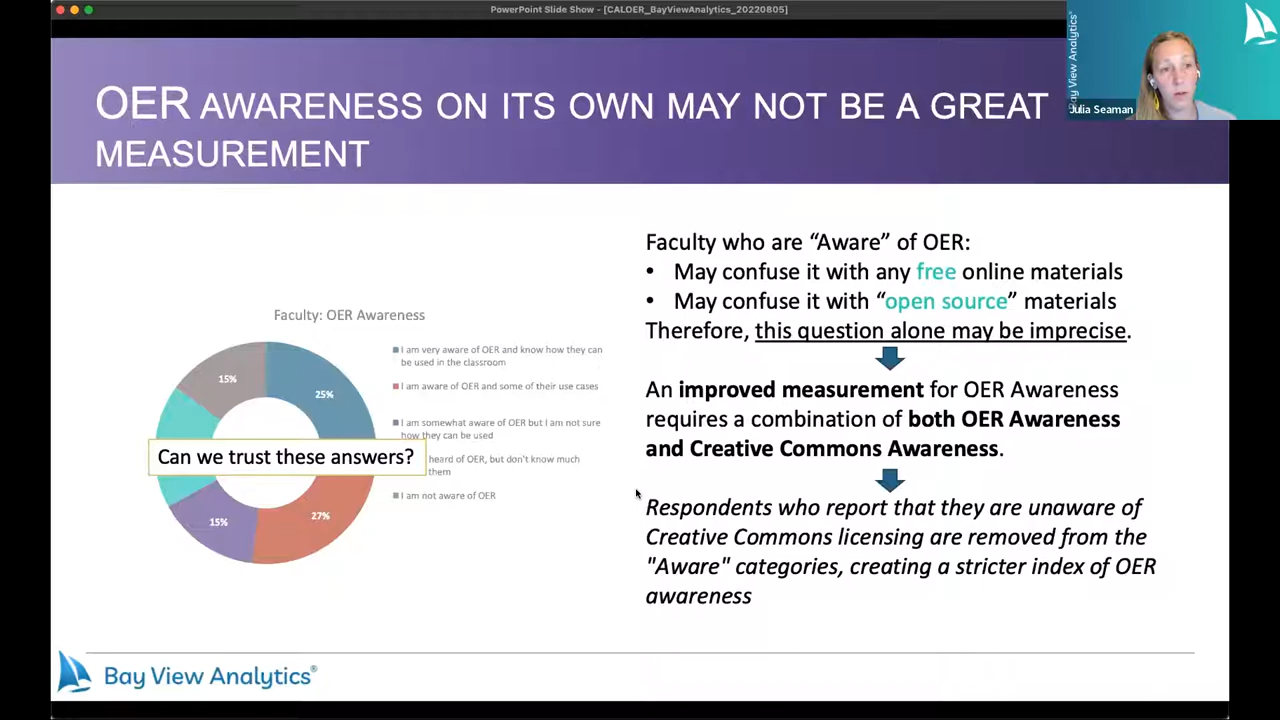 PowerPoint Slide Show - [CALDER_BayViewAnalytics_20220805]
Bay View Analytics®
Julia Seaman
OER AWARENESS ON ITS OWN MAY NOT BE A GREAT
MEASUREMENT
Faculty: OER Awareness
15%
25%
15%
27%
I am very aware of OER and know how they can
be used in the classroom
I am aware of OER and some of their use cases
I am somewhat aware of OER but I am not sure
how they can be used
heard of OER, but don't know much
them
I am not aware of OER
Can we trust these answers?
Faculty who are “Aware” of OER:
• May confuse it with any free online materials
• May confuse it with “open source” materials
Therefore, this question alone may be imprecise.
An improved measurement for OER Awareness
requires a combination of both OER Awareness
and Creative Commons Awareness.
Respondents who report that they are unaware of
Creative Commons licensing are removed from the
"Aware" categories, creating a stricter index of OER
awareness
Bay View Analytics®